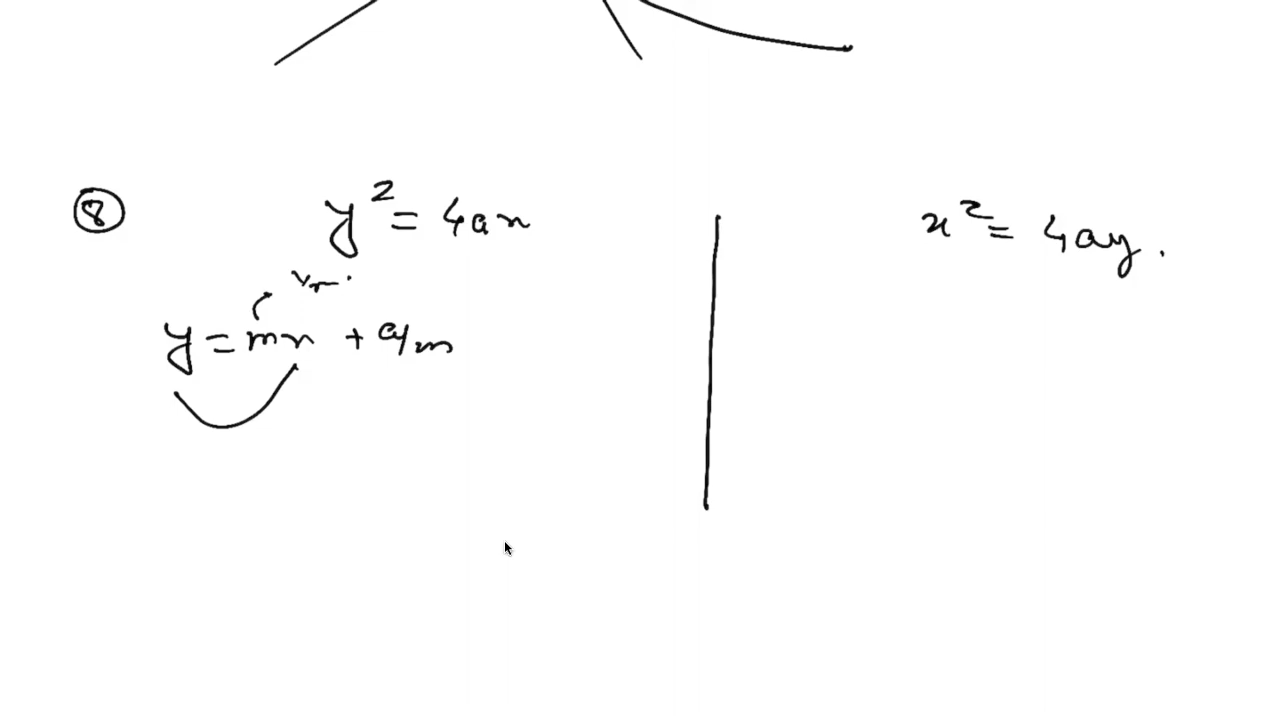 ⑧ y² = 4ax x² = 4ay.
y = mx + a/m